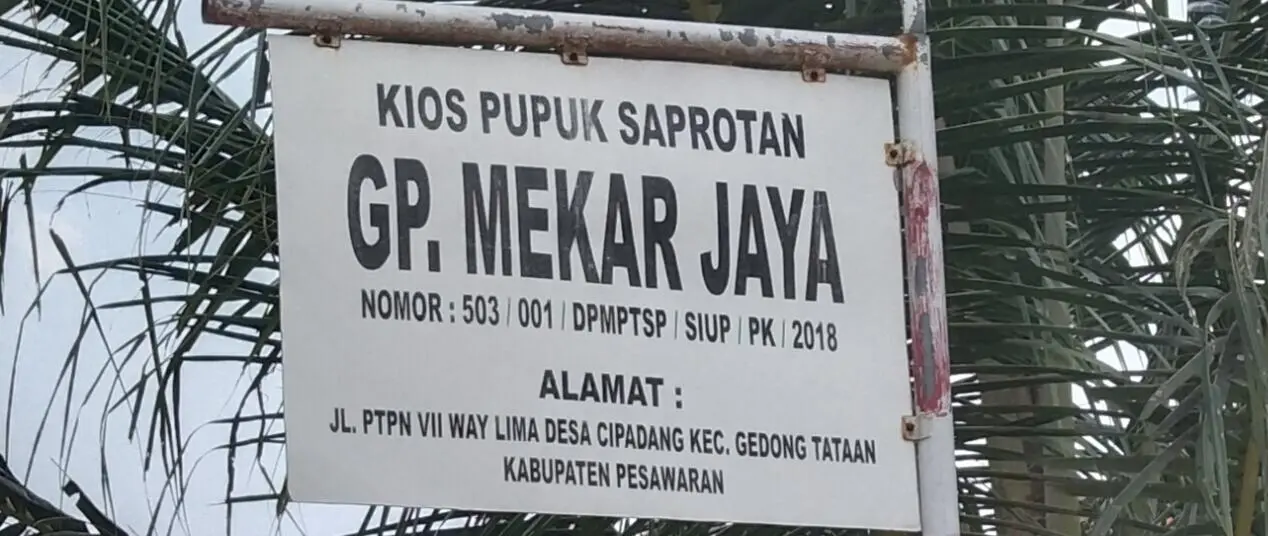 KIOS PUPUK SAPROTAN
GP. MEKAR JAYA
NOMOR : 503 / 001 / DPMPTSP / SIUP / PK / 2018
ALAMAT :
JL. PTPN VII WAY LIMA DESA CIPADANG KEC. GEDONG TATAAN
KABUPATEN PESAWARAN